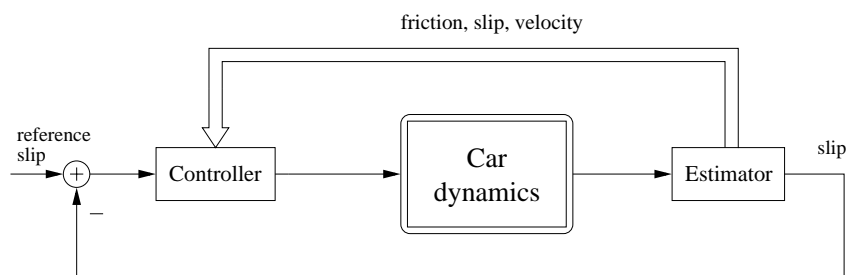 friction, slip, velocity
reference
slip
+
−
Controller
Car
dynamics
Estimator
slip